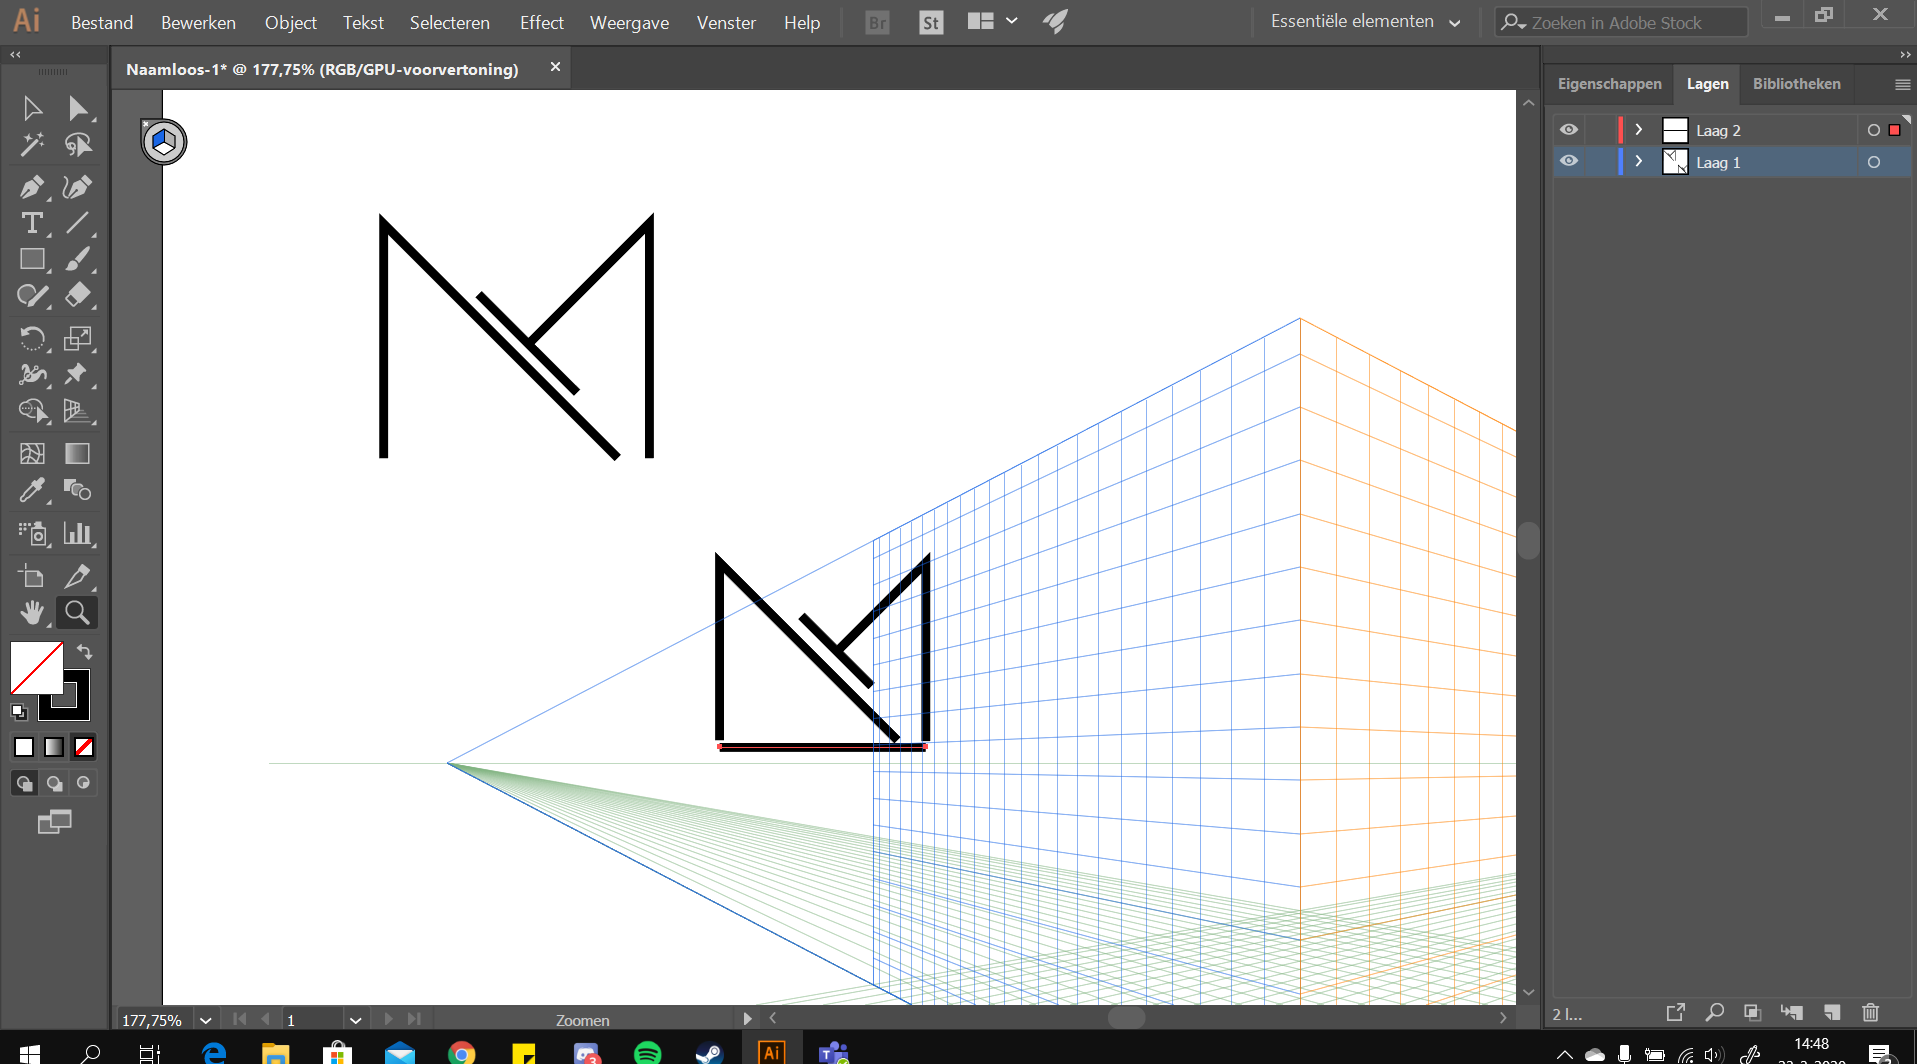 Ai Bestand Bewerken Object Tekst Selecteren Effect Weergave Venster Help Br St Essentiële elementen Zoeken in Adobe Stock
Naamloos-1* @ 177,75% (RGB/GPU-voorvertoning)
Eigenschappen Lagen Bibliotheken
Laag 2
Laag 1
177,75% 1 Zoomen
2 l...
Ai
3
14:48